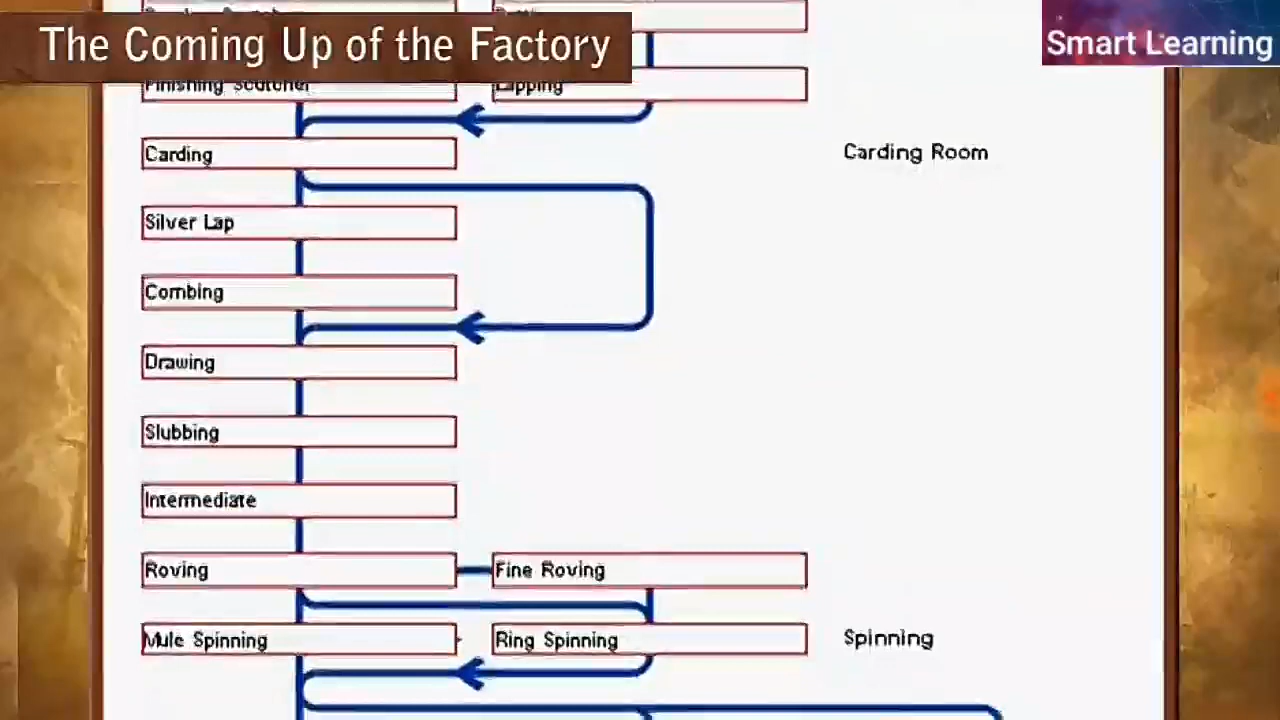 The Coming Up of the Factory
Smart Learning
Finishing Scutcher
Lapping
Carding
Carding Room
Silver Lap
Combing
Drawing
Slubbing
Intermediate
Roving
Fine Roving
Mule Spinning
Ring Spinning
Spinning